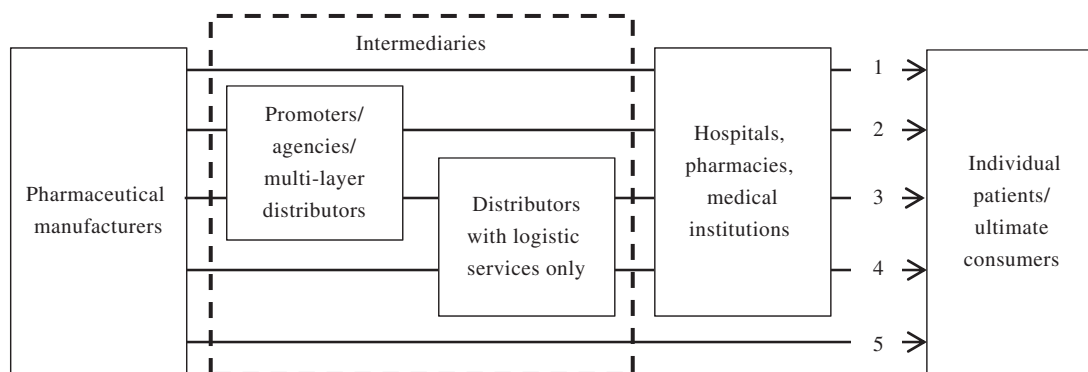 Intermediaries
Pharmaceutical
manufacturers
Promoters/
agencies/
multi-layer
distributors
Distributors
with logistic
services only
Hospitals,
pharmacies,
medical
institutions
1
2
3
4
5
Individual
patients/
ultimate
consumers